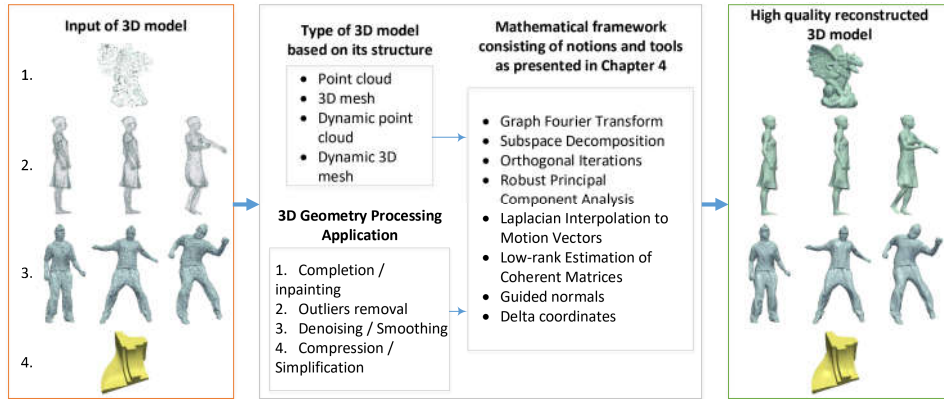 Input of 3D model
1.
2.
3.
4.
Type of 3D model
based on its structure
• Point cloud
• 3D mesh
• Dynamic point
cloud
• Dynamic 3D
mesh
3D Geometry Processing
Application
1. Completion /
inpainting
2. Outliers removal
3. Denoising / Smoothing
4. Compression /
Simplification
Mathematical framework
consisting of notions and tools
as presented in Chapter 4
• Graph Fourier Transform
• Subspace Decomposition
• Orthogonal Iterations
• Robust Principal
Component Analysis
• Laplacian Interpolation to
Motion Vectors
• Low-rank Estimation of
Coherent Matrices
• Guided normals
• Delta coordinates
High quality reconstructed
3D model